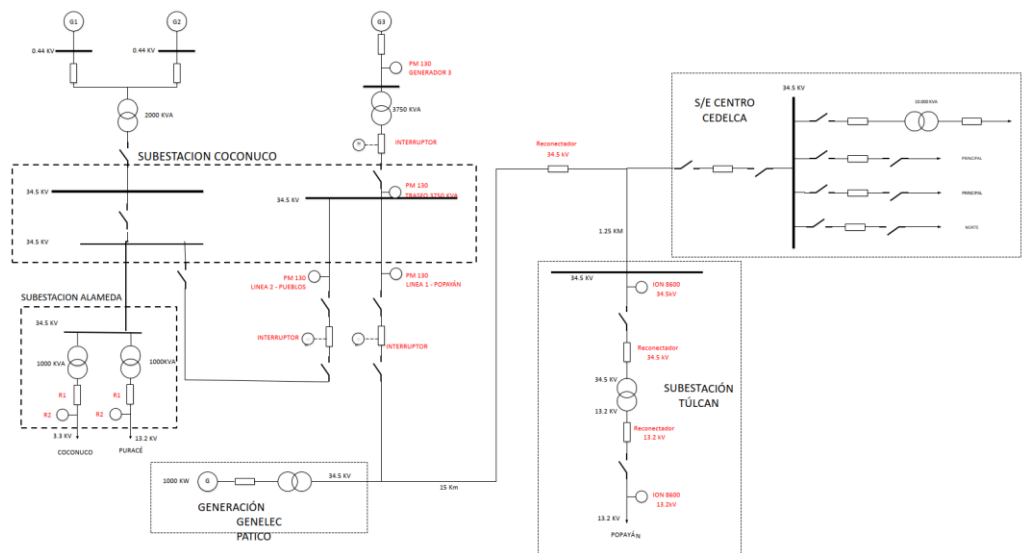 G1
G2
G3
0.44 KV
0.44 KV
PM 130
GENERADOR 3
2000 KVA
3750 KVA
INTERRUPTOR
SUBESTACION COCONUCO
34.5 KV
34.5 KV
PM 130
TRASFO 3750 KVA
34.5 KV
PM 130
LINEA 2 - PUEBLOS
PM 130
LINEA 1 - POPAYÁN
INTERRUPTOR
INTERRUPTOR
SUBESTACION ALAMEDA
34.5 KV
1000 KVA
1000KVA
R1
R1
R2
R2
3.3 KV
13.2 KV
COCONUCO
PURACÉ
1000 KW
G
34.5 KV
GENERACIÓN
GENELEC
PATICO
15 Km
Reconectador
34.5 kV
1.25 KM
S/E CENTRO
CEDELCA
34.5 KV
10.000 KVA
PRINCIPAL
PRINCIPAL
NORTE
34.5 KV
ION 8600
34.5kV
Reconectador
34.5 kV
34.5 KV
13.2 KV
SUBESTACIÓN
TÚLCAN
Reconectador
13.2 kV
ION 8600
13.2kV
13.2 KV
POPAYÁN